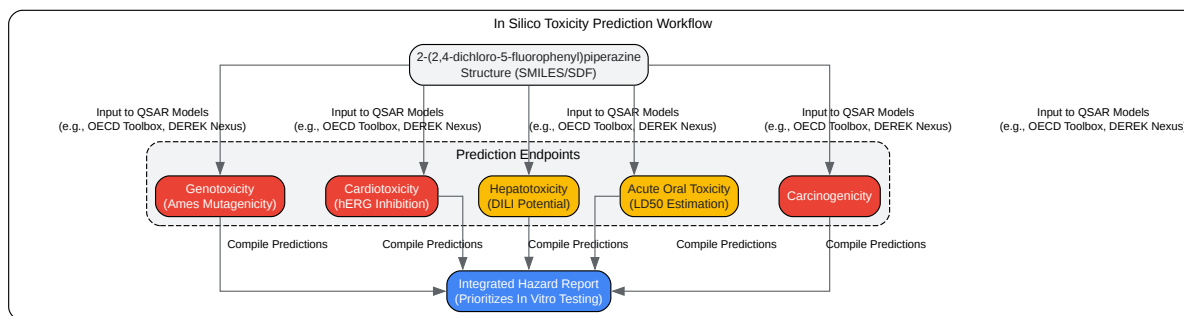 In Silico Toxicity Prediction Workflow
2-(2,4-dichloro-5-fluorophenyl)piperazine
Structure (SMILES/SDF)
Input to QSAR Models
(e.g., OECD Toolbox, DEREK Nexus)
Input to QSAR Models
(e.g., OECD Toolbox, DEREK Nexus)
Input to QSAR Models
(e.g., OECD Toolbox, DEREK Nexus)
Input to QSAR Models
(e.g., OECD Toolbox, DEREK Nexus)
Input to QSAR Models
(e.g., OECD Toolbox, DEREK Nexus)
Prediction Endpoints
Genotoxicity
(Ames Mutagenicity)
Cardiotoxicity
(hERG Inhibition)
Hepatotoxicity
(DILI Potential)
Acute Oral Toxicity
(LD50 Estimation)
Carcinogenicity
Compile Predictions
Compile Predictions
Compile Predictions
Compile Predictions
Compile Predictions
Integrated Hazard Report
(Prioritizes In Vitro Testing)